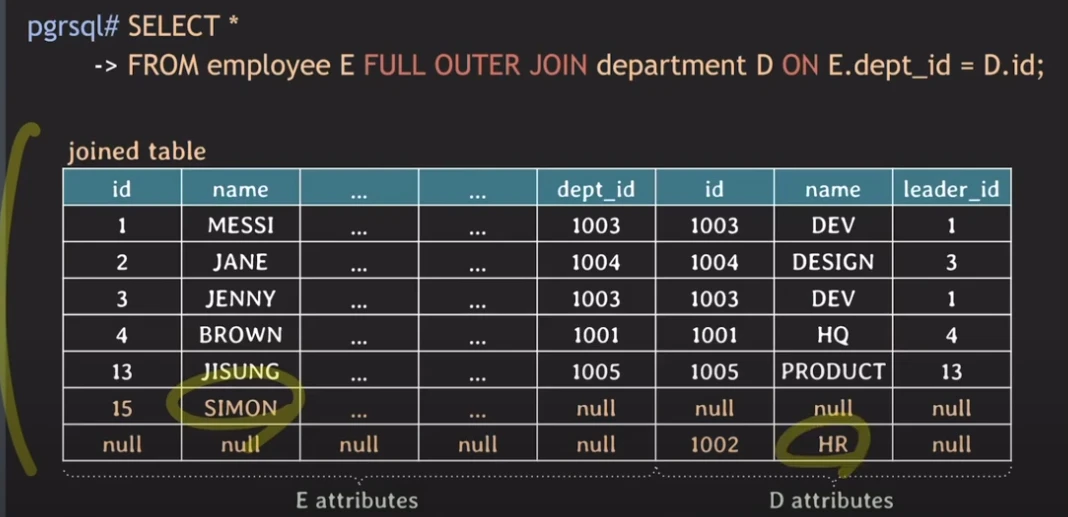 pgrsql# SELECT *
-> FROM employee E FULL OUTER JOIN department D ON E.dept_id = D.id;
joined table
id name ... ... dept_id id name leader_id
1 MESSI ... ... 1003 1003 DEV 1
2 JANE ... ... 1004 1004 DESIGN 3
3 JENNY ... ... 1003 1003 DEV 1
4 BROWN ... ... 1001 1001 HQ 4
13 JISUNG ... ... 1005 1005 PRODUCT 13
15 SIMON ... ... null null null null
null null null null null 1002 HR null
E attributes D attributes